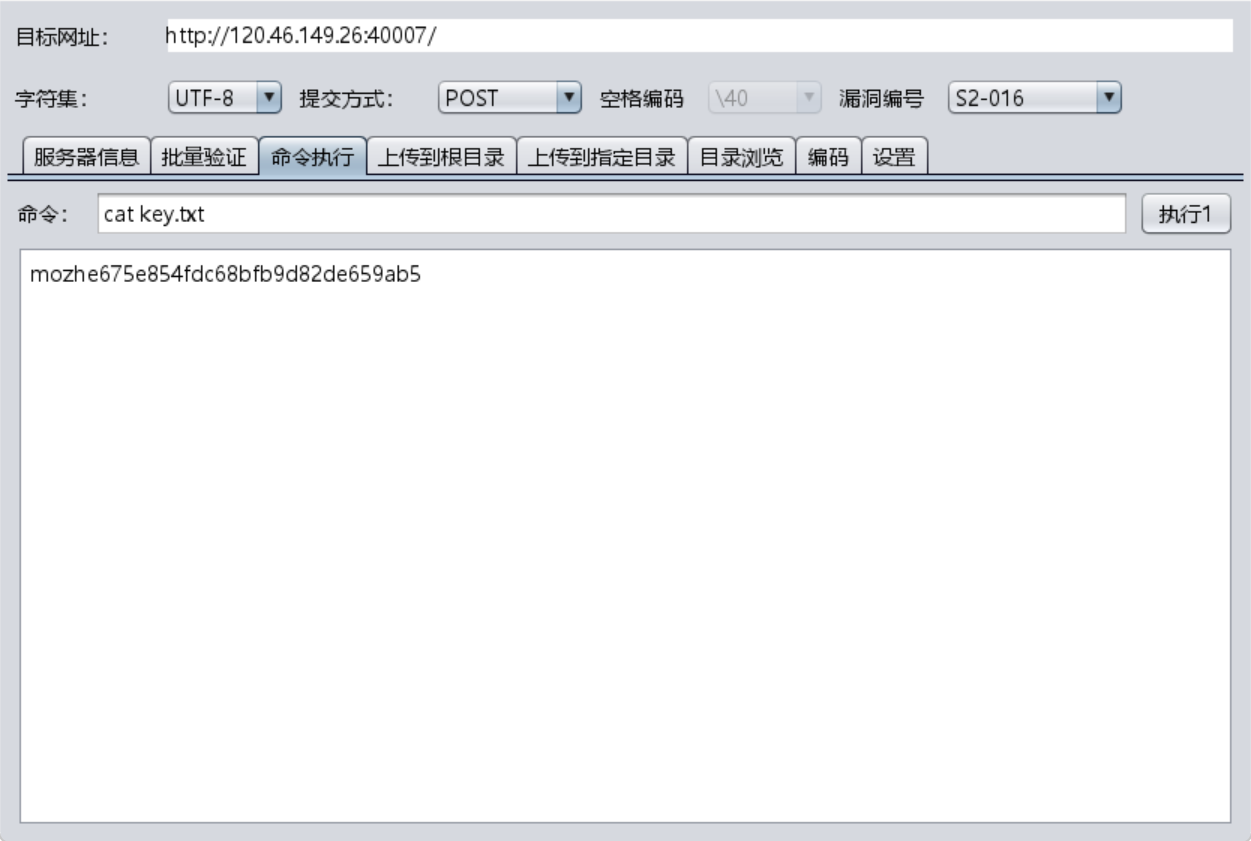 目标网址： http://120.46.149.26:40007/
字符集： UTF-8 提交方式： POST 空格编码 \40 漏洞编号 S2-016
服务器信息 批量验证 命令执行 上传到根目录 上传到指定目录 目录浏览 编码 设置
命令： cat key.txt 执行1
mozhe675e854fdc68bfb9d82de659ab5